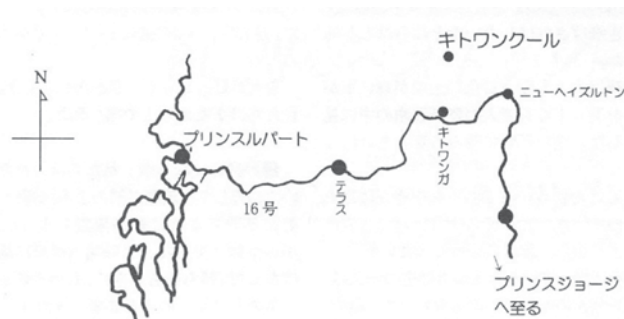 キトワンクール
N
ニューヘイズルトン
プリンスルパート
キトワンガ
テラス
16号
プリンスジョージ
へ至る